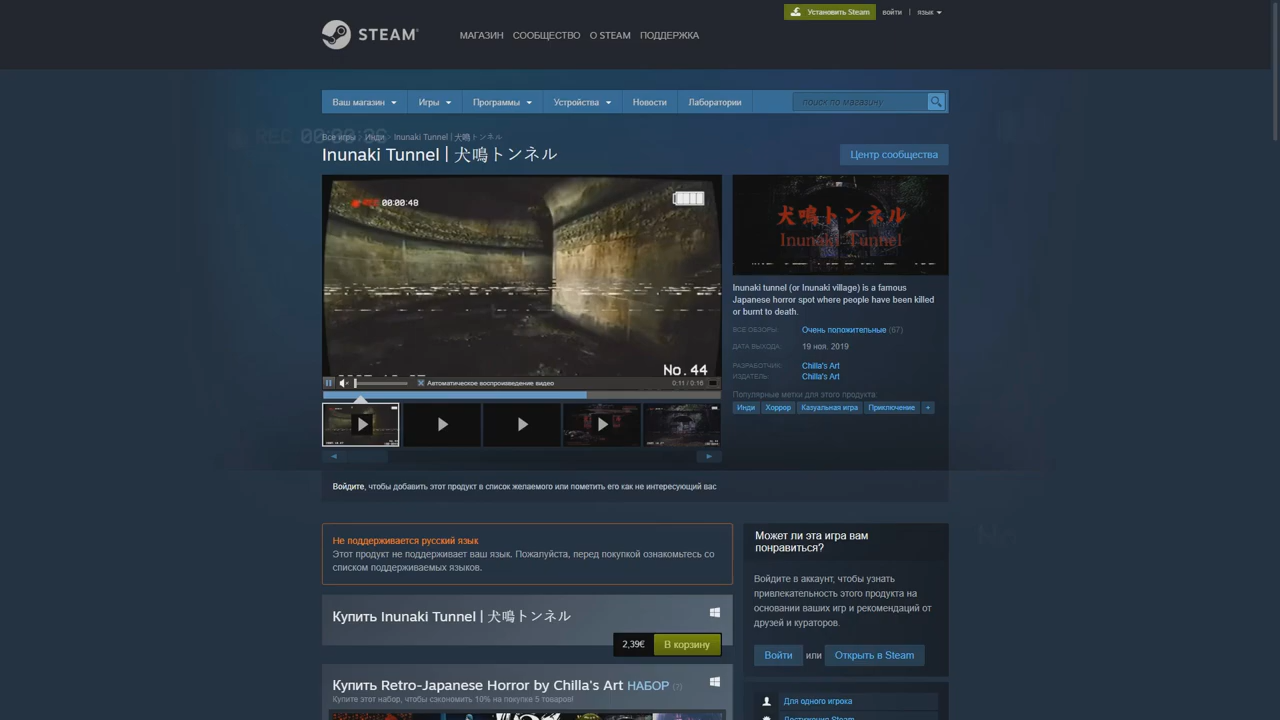 Установить Steam
войти | язык
STEAM
МАГАЗИН СООБЩЕСТВО О STEAM ПОДДЕРЖКА
Ваш магазин Игры Программы Устройства Новости Лаборатории поиск по магазину
REC 00:00:36
Все игры > Инди > Inunaki Tunnel | 犬鳴トンネル
Inunaki Tunnel | 犬鳴トンネル
Центр сообщества
00:00:48
No.44
Автоматическое воспроизведение видео
0:11 / 0:16
犬鳴トンネル
Inunaki Tunnel
Inunaki tunnel (or Inunaki village) is a famous
Japanese horror spot where people have been killed
or burnt to death.
ВСЕ ОБЗОРЫ: Очень положительные (67)
ДАТА ВЫХОДА: 19 ноя. 2019
РАЗРАБОТЧИК: Chilla's Art
ИЗДАТЕЛЬ: Chilla's Art
Популярные метки для этого продукта:
Инди Хоррор Казуальная игра Приключение +
Войдите, чтобы добавить этот продукт в список желаемого или пометить его как не интересующий вас
Не поддерживается русский язык
Этот продукт не поддерживает ваш язык. Пожалуйста, перед покупкой ознакомьтесь со
списком поддерживаемых языков.
Купить Inunaki Tunnel | 犬鳴トンネル
2,39€ В корзину
Купить Retro-Japanese Horror by Chilla's Art НАБОР (?)
Купите этот набор, чтобы сэкономить 10% на покупке 5 товаров!
Может ли эта игра вам
понравиться?
Войдите в аккаунт, чтобы узнать
привлекательность этого продукта на
основании ваших игр и рекомендаций от
друзей и кураторов.
Войти или Открыть в Steam
Для одного игрока
Достижения Steam